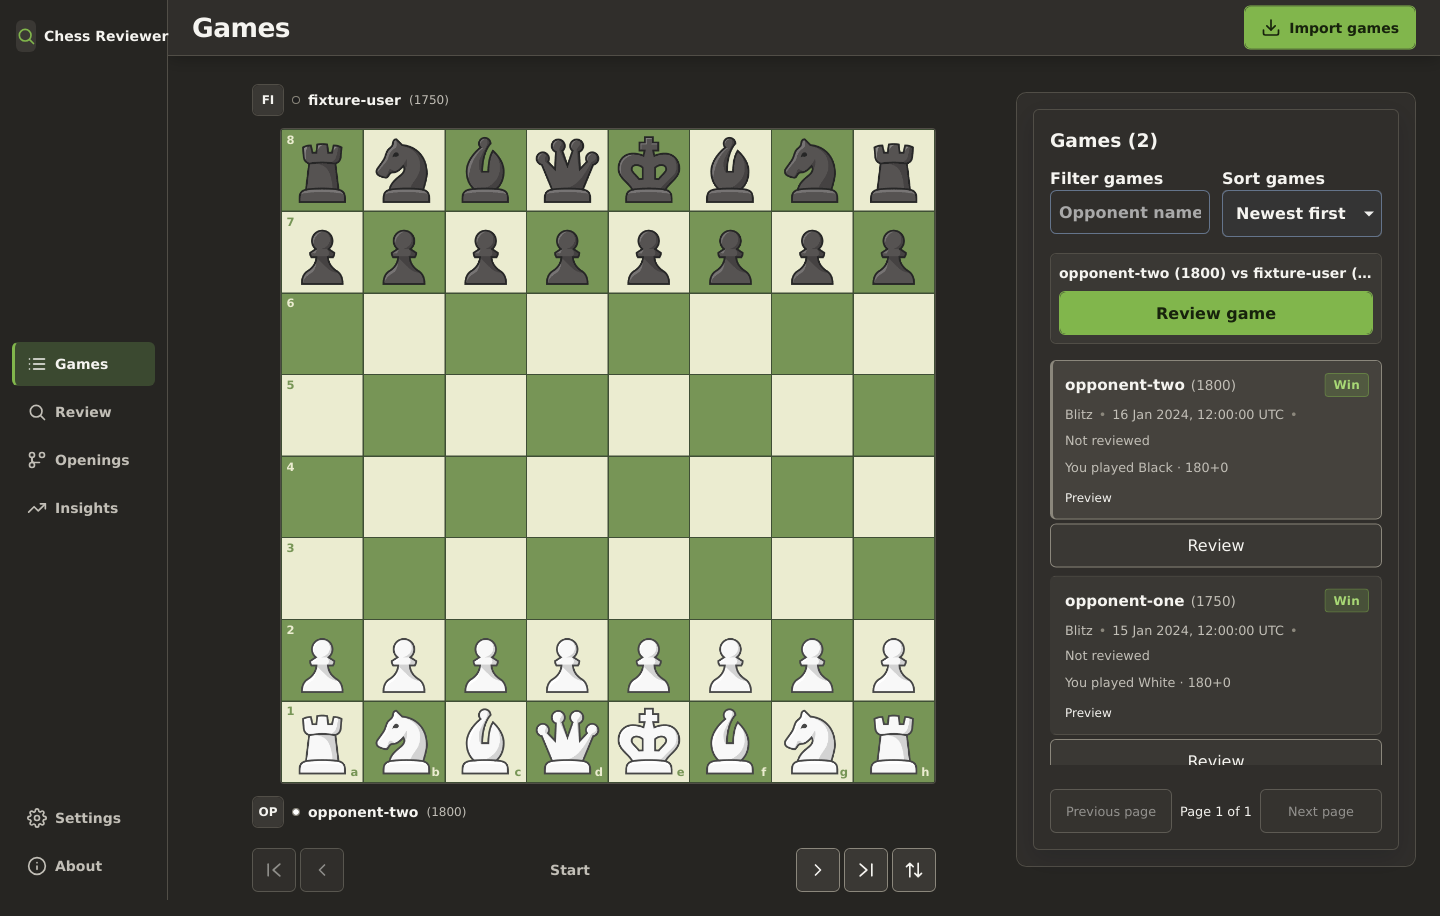 Chess Reviewer
Games
Import games
Games
Review
Openings
Insights
Settings
About
FI fixture-user (1750)
8
7
6
5
4
3
2
1
a b c d e f g h
OP opponent-two (1800)
Start
Games (2)
Filter games
Sort games
Opponent name
Newest first
opponent-two (1800) vs fixture-user (…
Review game
opponent-two (1800)
Win
Blitz • 16 Jan 2024, 12:00:00 UTC •
Not reviewed
You played Black · 180+0
Preview
Review
opponent-one (1750)
Win
Blitz • 15 Jan 2024, 12:00:00 UTC •
Not reviewed
You played White · 180+0
Preview
Review
Previous page
Page 1 of 1
Next page